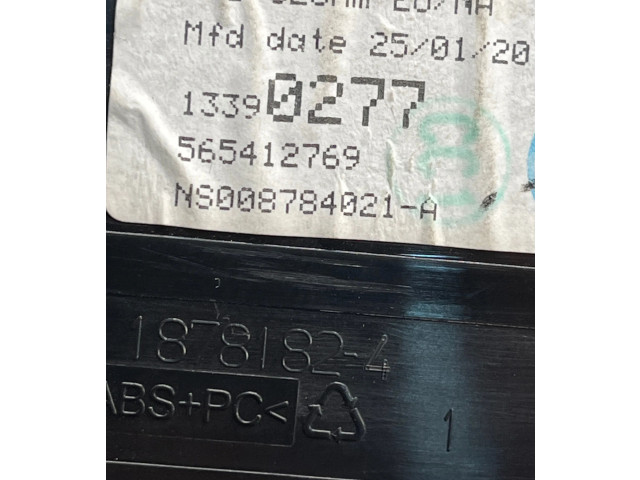 Mfd date 25/01/20
13390277
565412769
NS008784021-A
1878182-4
ABS+PC<
1